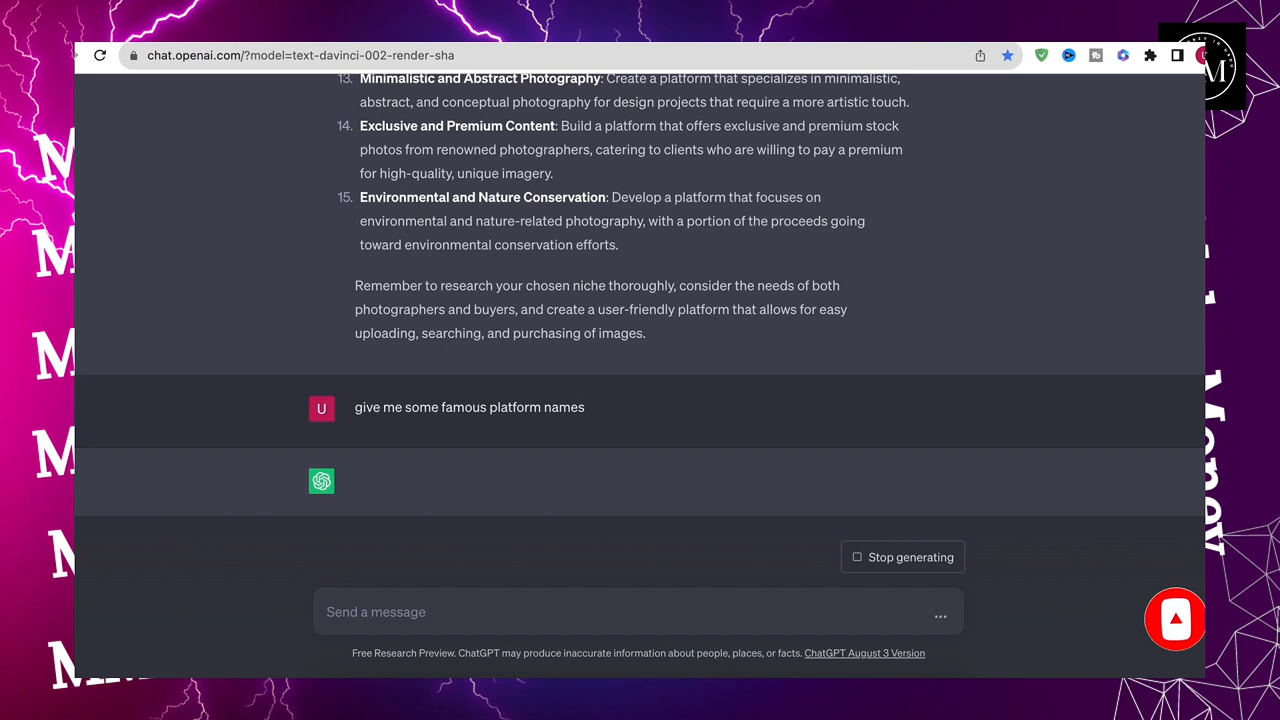 chat.openai.com/?model=text-davinci-002-render-sha
13. Minimalistic and Abstract Photography: Create a platform that specializes in minimalistic,
abstract, and conceptual photography for design projects that require a more artistic touch.
14. Exclusive and Premium Content: Build a platform that offers exclusive and premium stock
photos from renowned photographers, catering to clients who are willing to pay a premium
for high-quality, unique imagery.
15. Environmental and Nature Conservation: Develop a platform that focuses on
environmental and nature-related photography, with a portion of the proceeds going
toward environmental conservation efforts.
Remember to research your chosen niche thoroughly, consider the needs of both
photographers and buyers, and create a user-friendly platform that allows for easy
uploading, searching, and purchasing of images.
U give me some famous platform names
Stop generating
Send a message
Free Research Preview. ChatGPT may produce inaccurate information about people, places, or facts. ChatGPT August 3 Version
M
M
M
M
M
M
M
Money